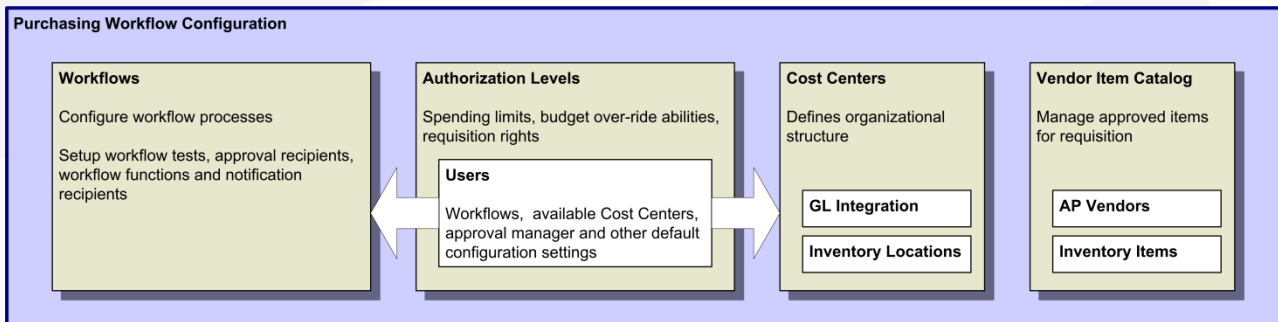 Purchasing Workflow Configuration
Workflows
Configure workflow processes
Setup workflow tests, approval recipients,
workflow functions and notification
recipients
Authorization Levels
Spending limits, budget over-ride abilities,
requisition rights
Users
Workflows,  available Cost Centers,
approval manager and other default
configuration settings
Cost Centers
Defines organizational
structure
GL Integration
Inventory Locations
Vendor Item Catalog
Manage approved items
for requisition
AP Vendors
Inventory Items